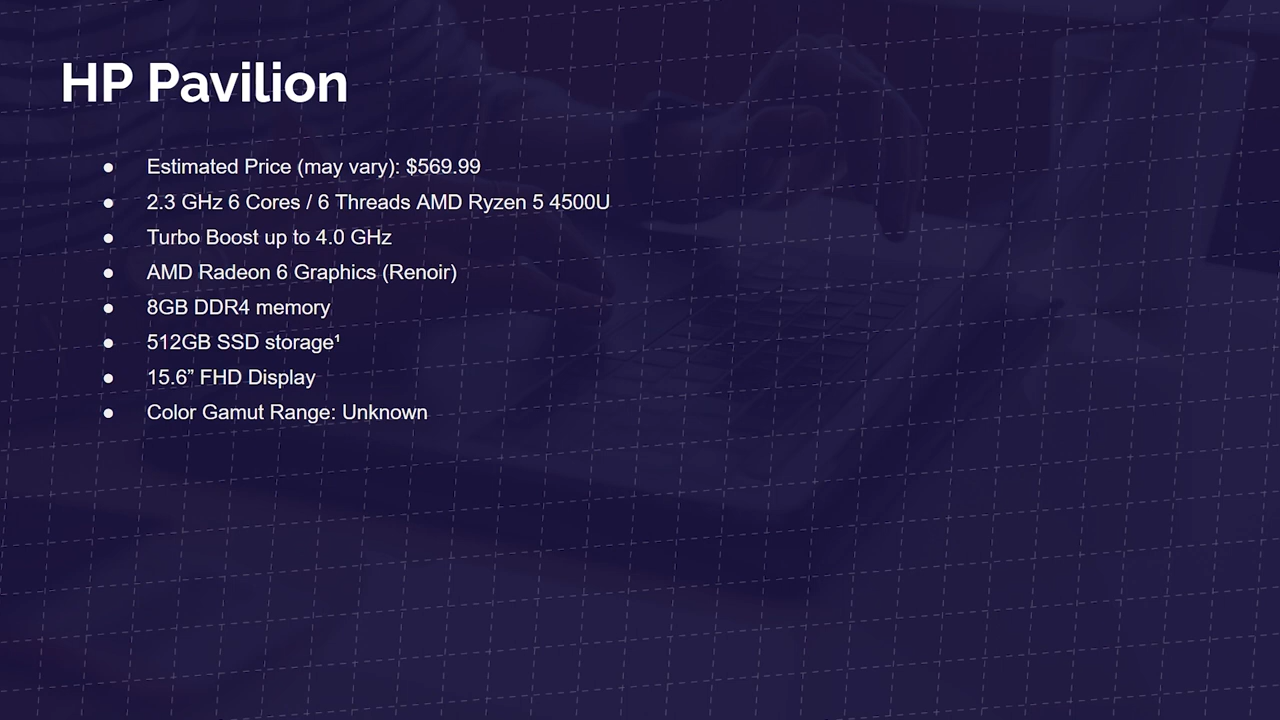 HP Pavilion
● Estimated Price (may vary): $569.99
● 2.3 GHz 6 Cores / 6 Threads AMD Ryzen 5 4500U
● Turbo Boost up to 4.0 GHz
● AMD Radeon 6 Graphics (Renoir)
● 8GB DDR4 memory
● 512GB SSD storage¹
● 15.6” FHD Display
● Color Gamut Range: Unknown